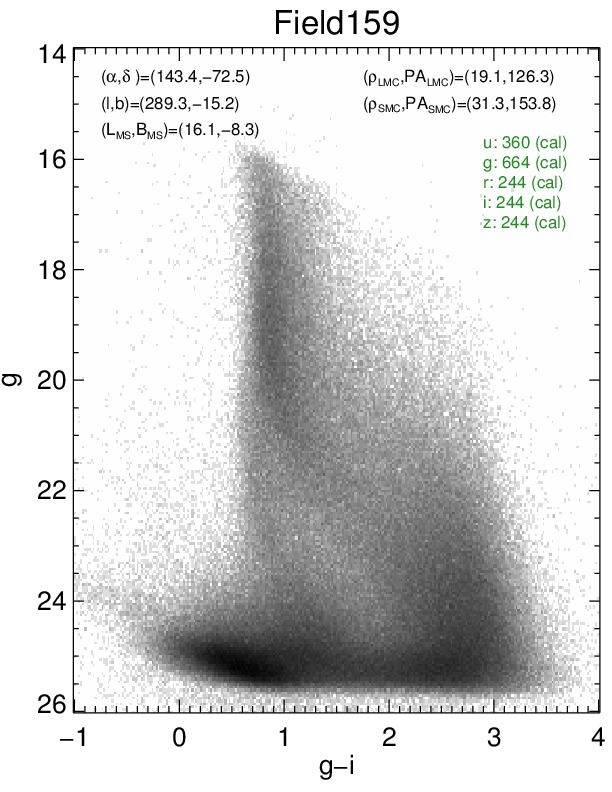 Field159
(α,δ )=(143.4,−72.5)
(l,b)=(289.3,−15.2)
(LMS,BMS)=(16.1,−8.3)
(ρLMC,PALMC)=(19.1,126.3)
(ρSMC,PASMC)=(31.3,153.8)
u: 360 (cal)
g: 664 (cal)
r: 244 (cal)
i: 244 (cal)
z: 244 (cal)
14
16
18
20
22
24
26
g
−1
0
1
2
3
4
g−i